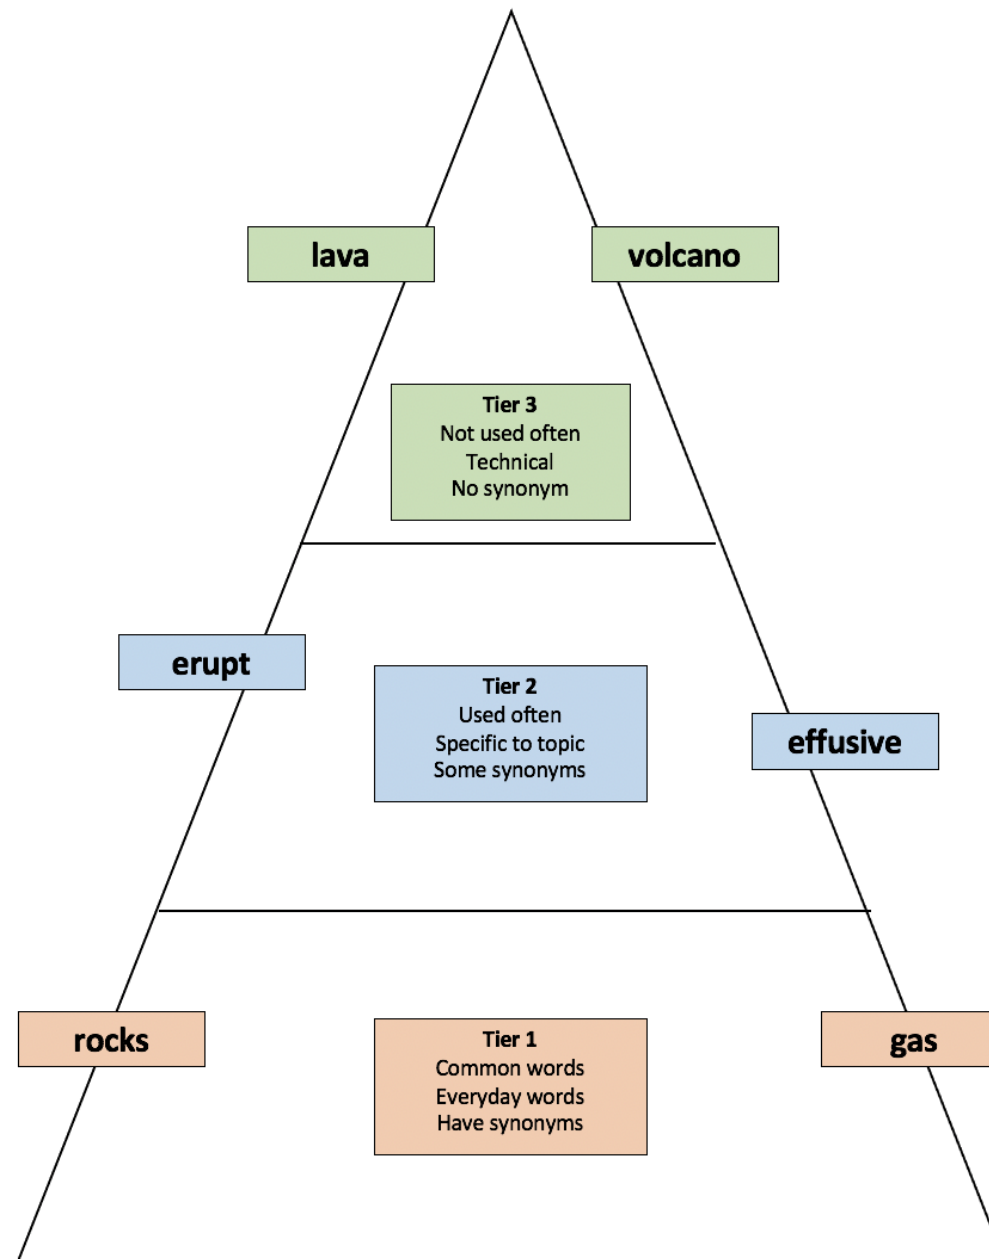 lava
volcano
Tier 3
Not used often
Technical
No synonym
erupt
Tier 2
Used often
Specific to topic
Some synonyms
effusive
rocks
Tier 1
Common words
Everyday words
Have synonyms
gas